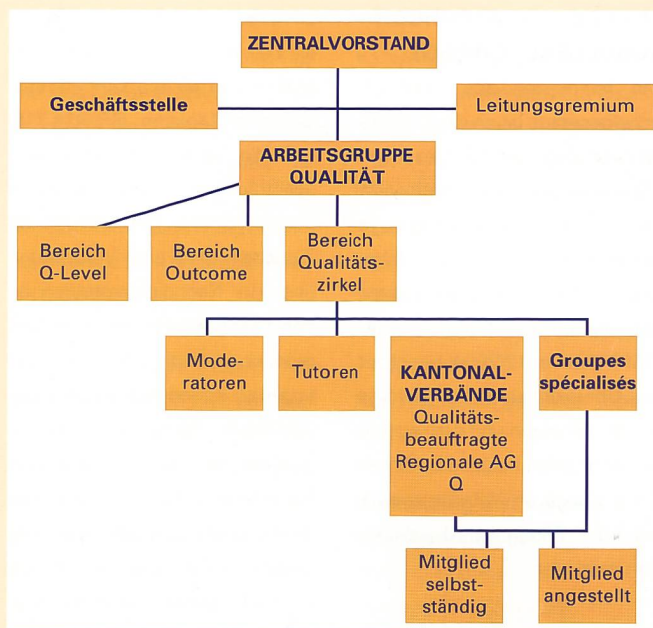 ZENTRALVORSTAND
Geschäftsstelle
Leitungsgremium
ARBEITSGRUPPE
QUALITÄT
Bereich
Q-Level
Bereich
Outcome
Bereich
Qualitäts-
zirkel
Mode-
ratoren
Tutoren
KANTONAL-
VERBÄNDE
Qualitäts-
beauftragte
Regionale AG
Q
Groupes
spécialisés
Mitglied
selbst-
ständig
Mitglied
angestellt